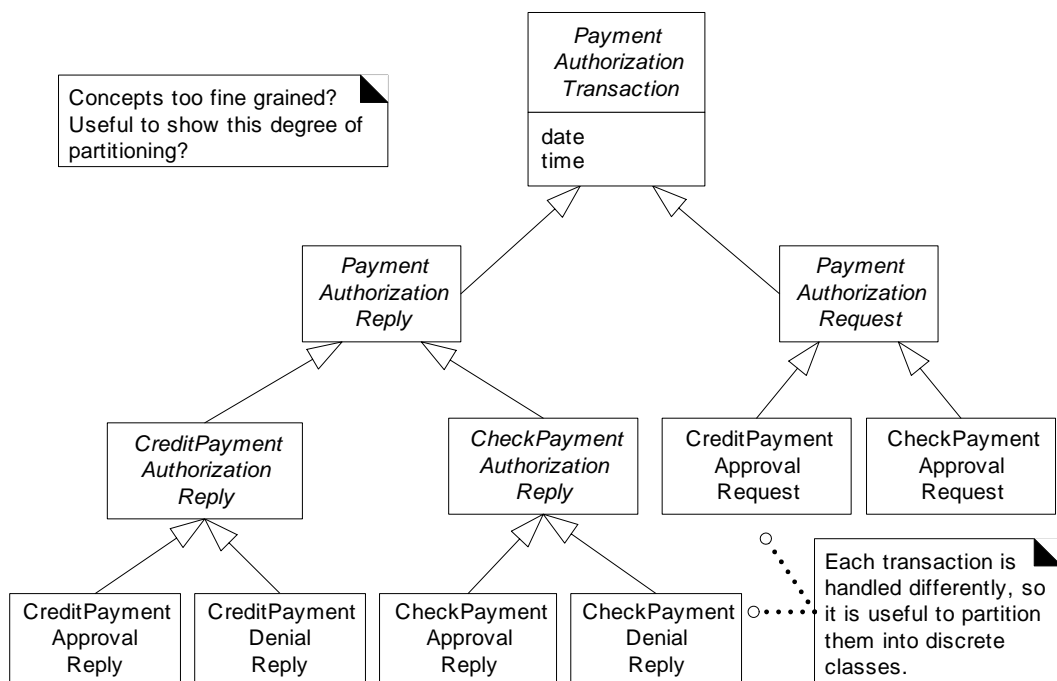 Payment
Authorization
Transaction
date
time
Concepts too fine grained?
Useful to show this degree of
partitioning?
Payment
Authorization
Reply
Payment
Authorization
Request
CreditPayment
Authorization
Reply
CheckPayment
Authorization
Reply
CreditPayment
Approval
Request
CheckPayment
Approval
Request
CreditPayment
Approval
Reply
CreditPayment
Denial
Reply
CheckPayment
Approval
Reply
CheckPayment
Denial
Reply
Each transaction is
handled differently, so
it is useful to partition
them into discrete
classes.